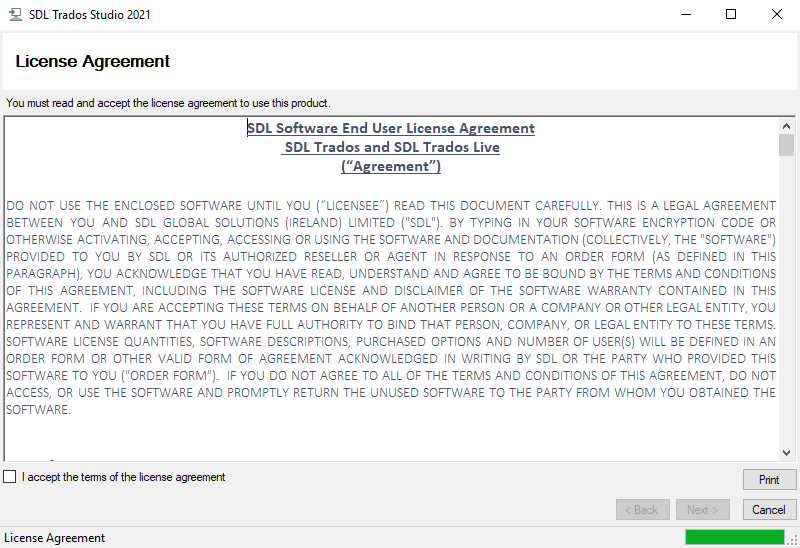 SDL Trados Studio 2021
License Agreement
You must read and accept the license agreement to use this product.
SDL Software End User License Agreement
SDL Trados and SDL Trados Live
(“Agreement”)
DO NOT USE THE ENCLOSED SOFTWARE UNTIL YOU (“LICENSEE”) READ THIS DOCUMENT CAREFULLY. THIS IS A LEGAL AGREEMENT
BETWEEN YOU AND SDL GLOBAL SOLUTIONS (IRELAND) LIMITED ("SDL"). BY TYPING IN YOUR SOFTWARE ENCRYPTION CODE OR
OTHERWISE ACTIVATING, ACCEPTING, ACCESSING OR USING THE SOFTWARE AND DOCUMENTATION (COLLECTIVELY, THE "SOFTWARE")
PROVIDED TO YOU BY SDL OR ITS AUTHORIZED RESELLER OR AGENT IN RESPONSE TO AN ORDER FORM (AS DEFINED IN THIS
PARAGRAPH), YOU ACKNOWLEDGE THAT YOU HAVE READ, UNDERSTAND AND AGREE TO BE BOUND BY THE TERMS AND CONDITIONS
OF THIS AGREEMENT, INCLUDING THE SOFTWARE LICENSE AND DISCLAIMER OF THE SOFTWARE WARRANTY CONTAINED IN THIS
AGREEMENT. IF YOU ARE ACCEPTING THESE TERMS ON BEHALF OF ANOTHER PERSON OR A COMPANY OR OTHER LEGAL ENTITY, YOU
REPRESENT AND WARRANT THAT YOU HAVE FULL AUTHORITY TO BIND THAT PERSON, COMPANY, OR LEGAL ENTITY TO THESE TERMS.
SOFTWARE LICENSE QUANTITIES, SOFTWARE DESCRIPTIONS, PURCHASED OPTIONS AND NUMBER OF USER(S) WILL BE DEFINED IN AN
ORDER FORM OR OTHER VALID FORM OF AGREEMENT ACKNOWLEDGED IN WRITING BY SDL OR THE PARTY WHO PROVIDED THIS
SOFTWARE TO YOU ("ORDER FORM"). IF YOU DO NOT AGREE TO ALL OF THE TERMS AND CONDITIONS OF THIS AGREEMENT, DO NOT
ACCESS, OR USE THE SOFTWARE AND PROMPTLY RETURN THE UNUSED SOFTWARE TO THE PARTY FROM WHOM YOU OBTAINED THE
SOFTWARE.
I accept the terms of the license agreement
Print
< Back
Next >
Cancel
License Agreement